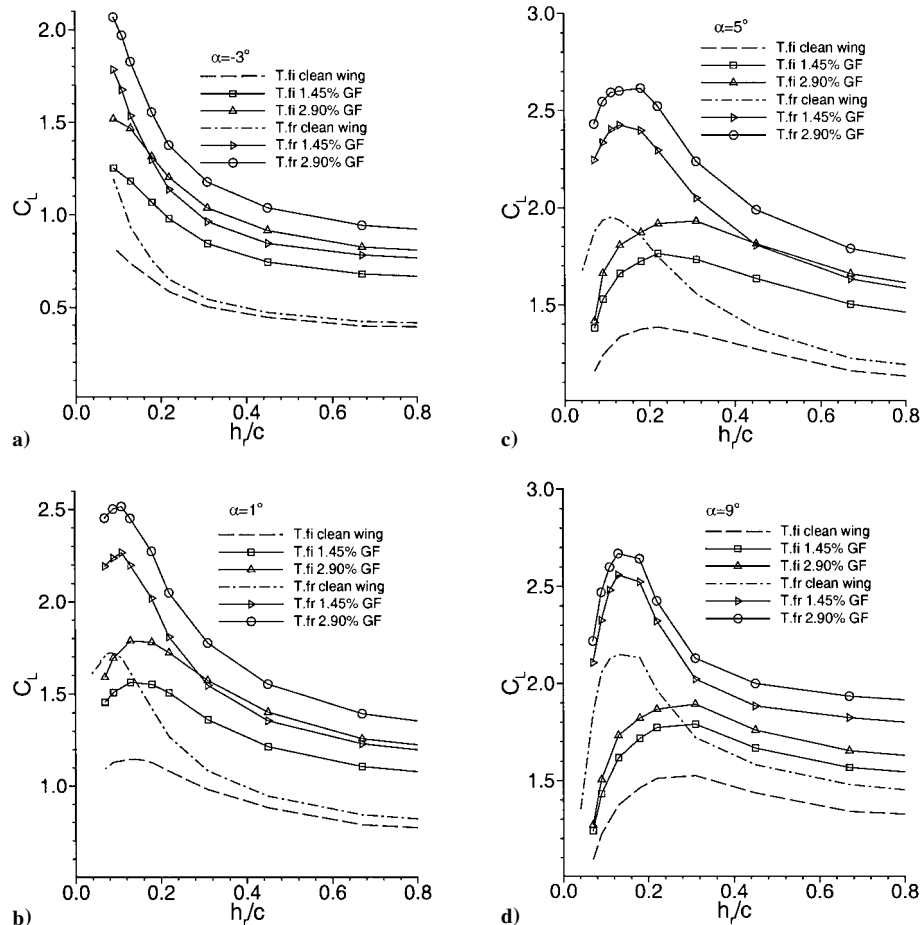 2.0
1.5
1.0
0.5
C_L
α=-3°
T.fi clean wing
T.fi 1.45% GF
T.fi 2.90% GF
T.fr clean wing
T.fr 1.45% GF
T.fr 2.90% GF
0.0 0.2 0.4 0.6 0.8
h_r/c
a)
3.0
2.5
2.0
1.5
C_L
α=5°
T.fi clean wing
T.fi 1.45% GF
T.fi 2.90% GF
T.fr clean wing
T.fr 1.45% GF
T.fr 2.90% GF
0.0 0.2 0.4 0.6 0.8
h_r/c
c)
2.5
2.0
1.5
1.0
C_L
α=1°
T.fi clean wing
T.fi 1.45% GF
T.fi 2.90% GF
T.fr clean wing
T.fr 1.45% GF
T.fr 2.90% GF
0.0 0.2 0.4 0.6 0.8
h_r/c
b)
3.0
2.5
2.0
1.5
C_L
α=9°
T.fi clean wing
T.fi 1.45% GF
T.fi 2.90% GF
T.fr clean wing
T.fr 1.45% GF
T.fr 2.90% GF
0.0 0.2 0.4 0.6 0.8
h_r/c
d)